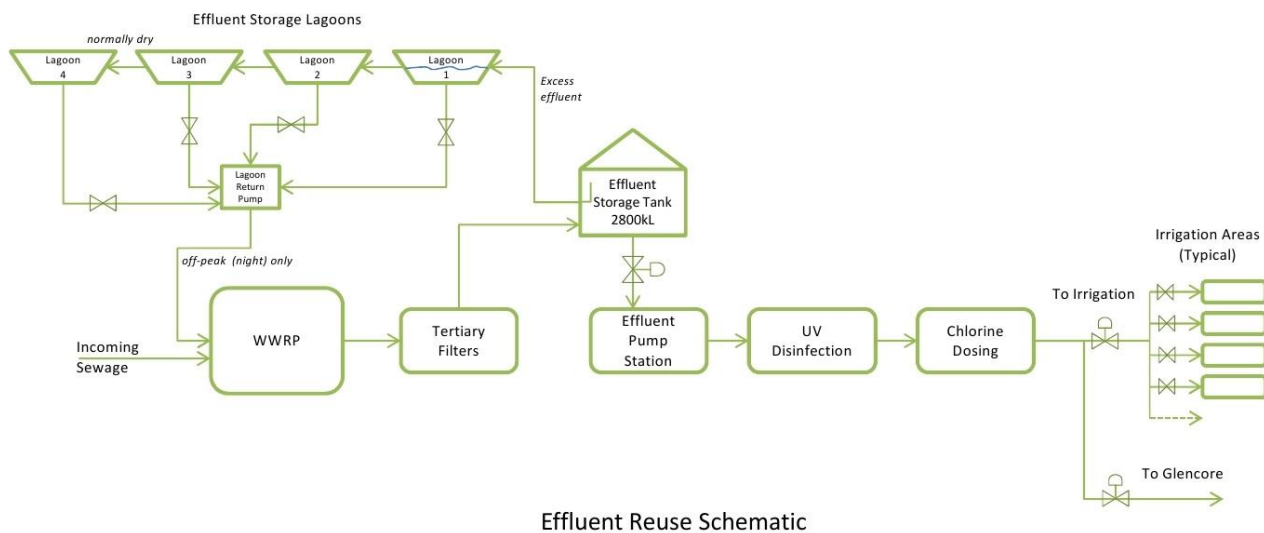 Effluent Storage Lagoons
normally dry
Lagoon
4
Lagoon
3
Lagoon
2
Lagoon
1
Excess
effluent
Lagoon
Return
Pump
Effluent
Storage Tank
2800kL
off-peak (night) only
Incoming
Sewage
WWRP
Tertiary
Filters
Effluent
Pump
Station
UV
Disinfection
Chlorine
Dosing
To Irrigation
Irrigation Areas
(Typical)
To Glencore
Effluent Reuse Schematic